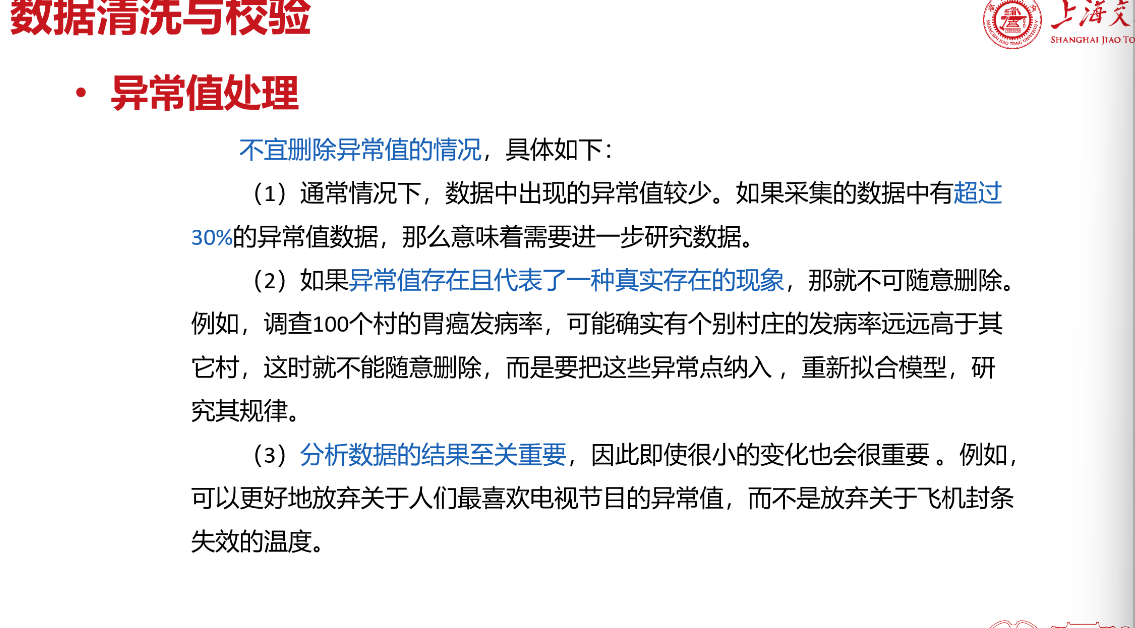 数据清洗与校验
上海交
SHANGHAI JIAO TO
• 异常值处理
不宜删除异常值的情况，具体如下：
（1）通常情况下，数据中出现的异常值较少。如果采集的数据中有超过
30%的异常值数据，那么意味着需要进一步研究数据。
（2）如果异常值存在且代表了一种真实存在的现象，那就不可随意删除。
例如，调查100个村的胃癌发病率，可能确实有个别村庄的发病率远远高于其
它村，这时就不能随意删除，而是要把这些异常点纳入 ，重新拟合模型，研
究其规律。
（3）分析数据的结果至关重要，因此即使很小的变化也会很重要 。例如，
可以更好地放弃关于人们最喜欢电视节目的异常值，而不是放弃关于飞机封条
失效的温度。